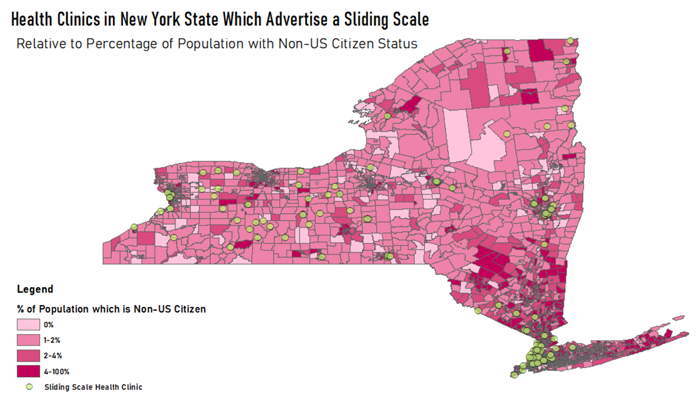 Health Clinics in New York State Which Advertise a Sliding Scale
Relative to Percentage of Population with Non-US Citizen Status
Legend
% of Population which is Non-US Citizen
0%
1-2%
2-4%
4-100%
Sliding Scale Health Clinic